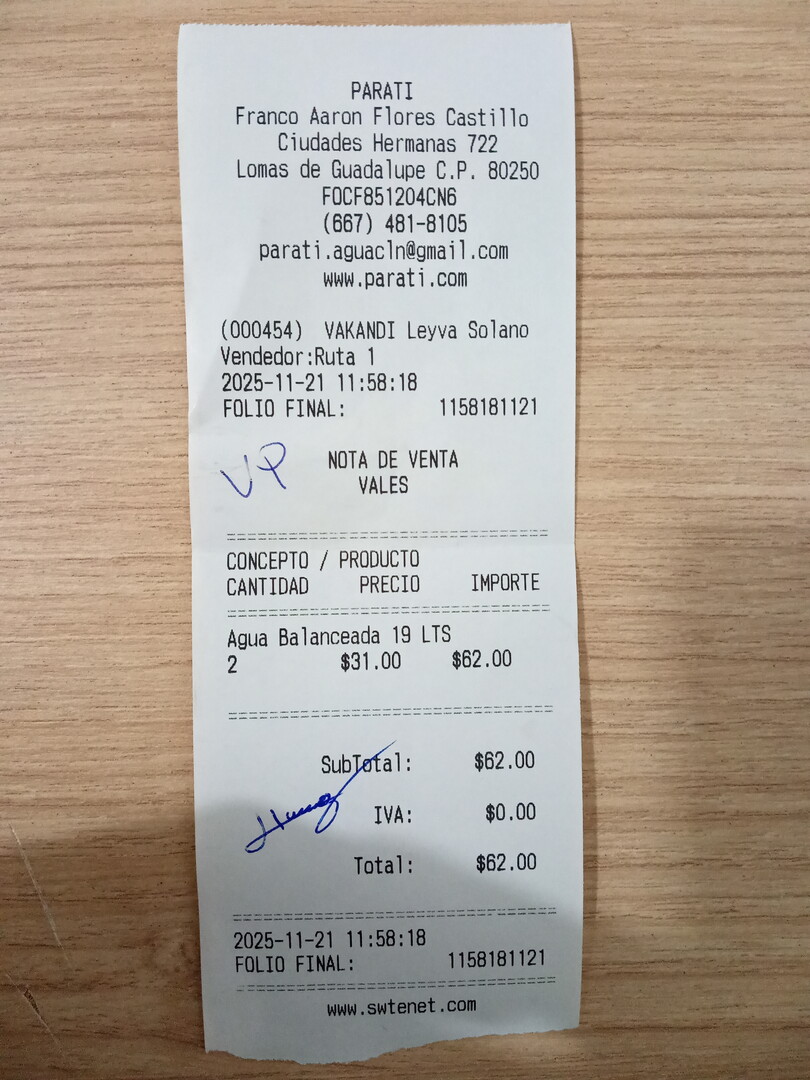 PARATI
Franco Aaron Flores Castillo
Ciudades Hermanas 722
Lomas de Guadalupe C.P. 80250
FOCF851204CN6
(667) 481-8105
parati.aguacln@gmail.com
www.parati.com
(000454) VAKANDI Leyva Solano
Vendedor:Ruta 1
2025-11-21 11:58:18
FOLIO FINAL: 1158181121
VP
NOTA DE VENTA
VALES
CONCEPTO / PRODUCTO
CANTIDAD PRECIO IMPORTE
Agua Balanceada 19 LTS
2 $31.00 $62.00
SubTotal: $62.00
IVA: $0.00
Total: $62.00
2025-11-21 11:58:18
FOLIO FINAL: 1158181121
www.swtenet.com